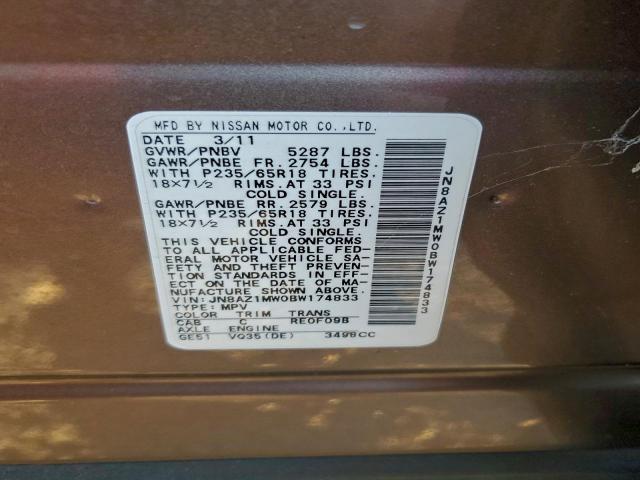 MFD BY NISSAN MOTOR CO.,LTD.
DATE 3/11
GVWR/PNBV 5287 LBS.
GAWR/PNBE FR. 2754 LBS.
WITH P235/65R18 TIRES.
18×7½ RIMS.AT 33 PSI
COLD SINGLE.
GAWR/PNBE RR. 2579 LBS.
WITH P235/65R18 TIRES.
18×7½ RIMS.AT 33 PSI
COLD SINGLE.
THIS VEHICLE CONFORMS
TO ALL APPLICABLE FED-
ERAL MOTOR VEHICLE SA-
FETY AND THEFT PREVEN-
TION STANDARDS IN EFF-
ECT ON THE DATE OF MA-
NUFACTURE SHOWN ABOVE.
VIN: JN8AZ1MW0BW174833
TYPE: MPV
COLOR TRIM TRANS
CAB C RE0F09B
AXLE ENGINE
GE51 VQ35(DE) 3498CC
JN8AZ1MW0BW174833